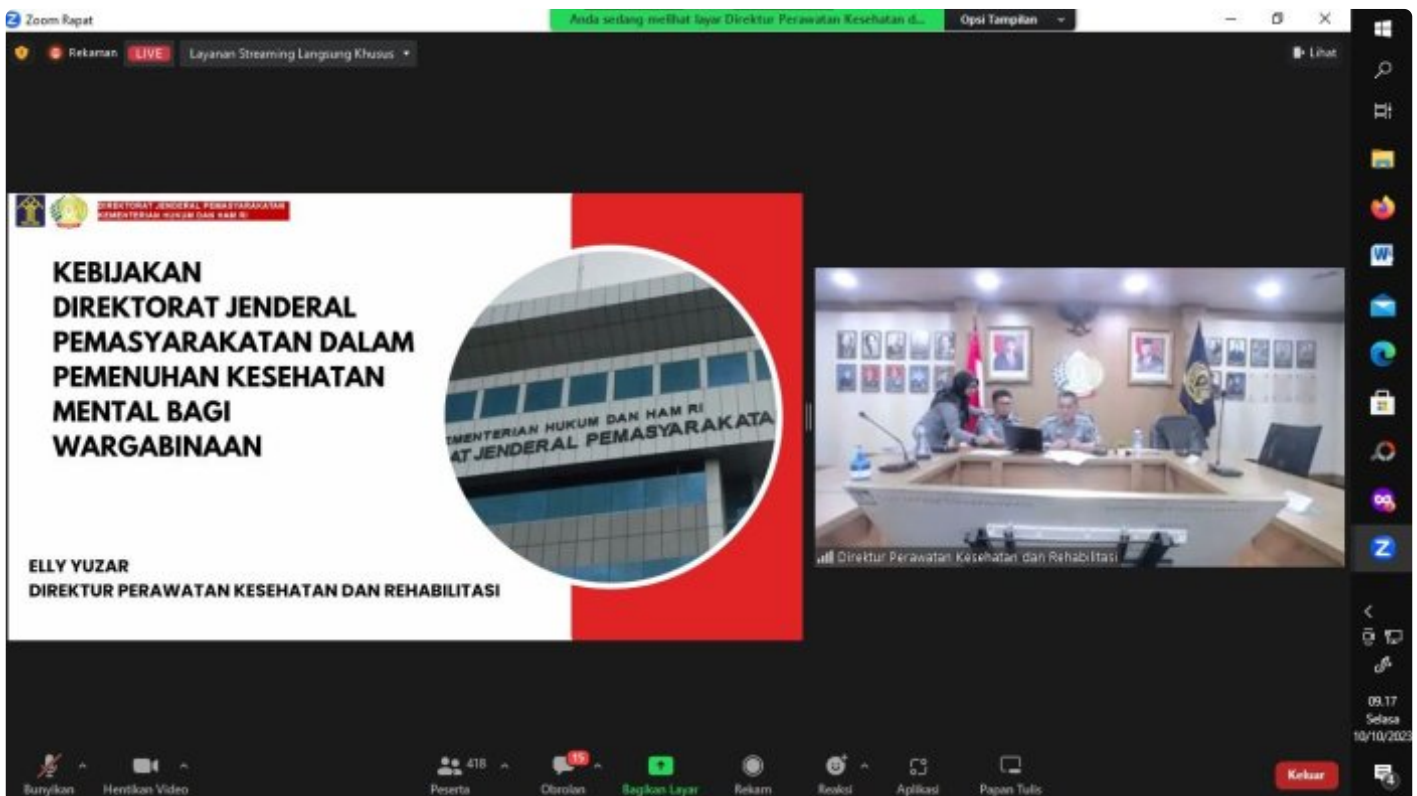 Zoom Rapat
Anda sedang melihat layar Direktur Perawatan Kesehatan d...
Opsi Tampilan
Rekaman
LIVE
Layanan Streaming Langsung Khusus
Lihat
DIREKTORAT JENDERAL PEMASYARAKATAN
KEMENTERIAN HUKUM DAN HAM RI
KEBIJAKAN
DIREKTORAT JENDERAL
PEMASYARAKATAN DALAM
PEMENUHAN KESEHATAN
MENTAL BAGI
WARGABINAAN
HUKUM DAN HAM RI
AT JENDERAL PEMASYARAKATA
ELLY YUZAR
DIREKTUR PERAWATAN KESEHATAN DAN REHABILITASI
Direktur Perawatan Kesehatan dan Rehabilitasi
09.17
Selasa
10/10/2023
Bunyikan
Hentikan Video
418
Peserta
15
Obrolan
Bagikan Layar
Rekam
Reaksi
Aplikasi
Papan Tulis
Keluar
4